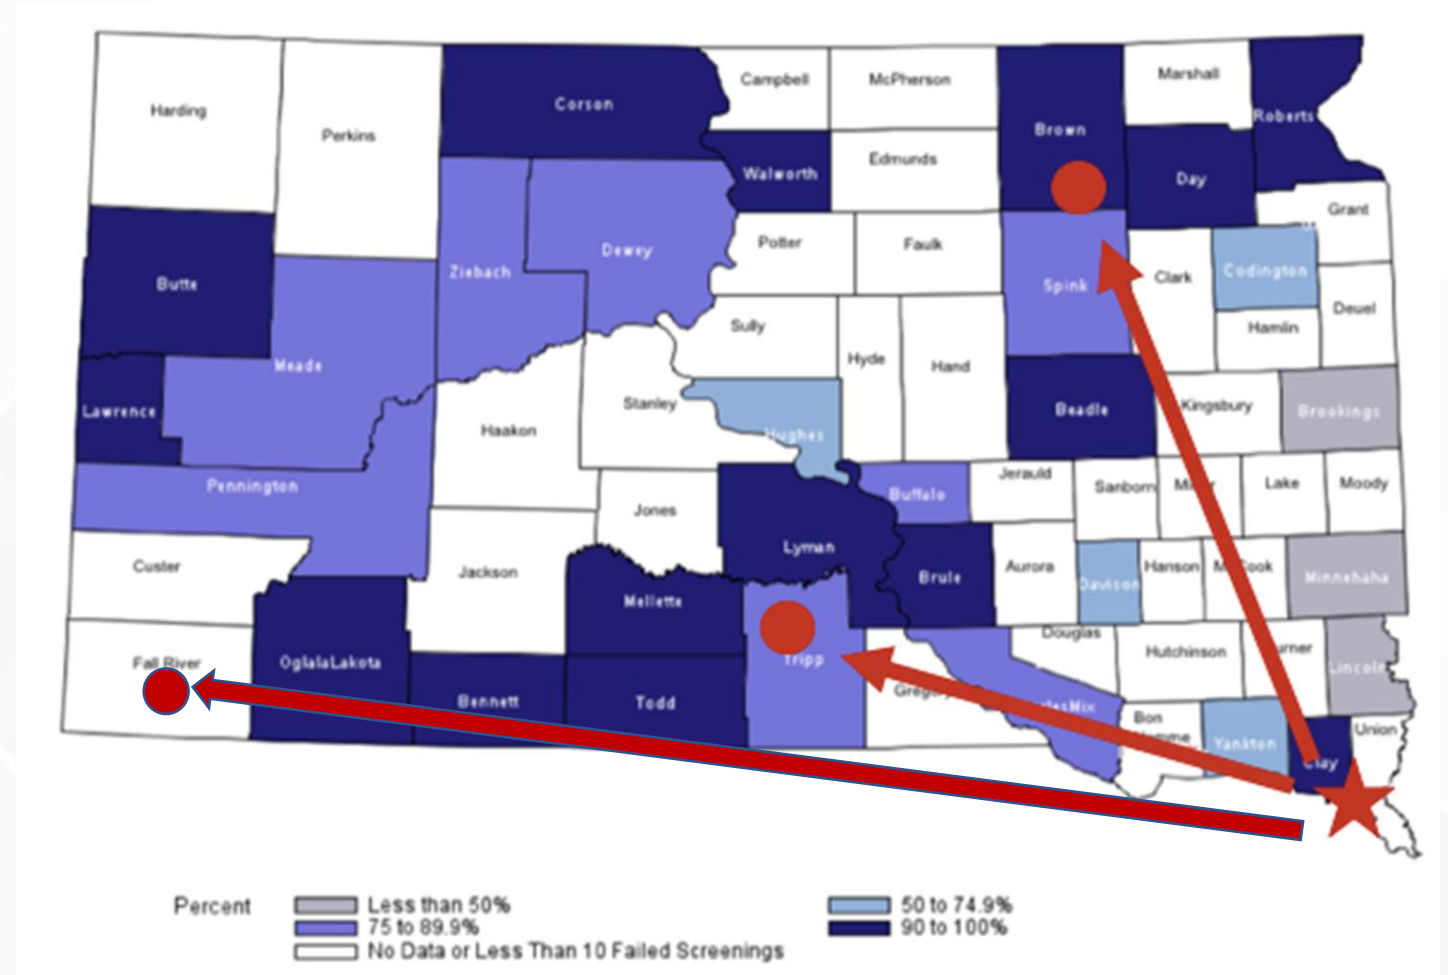 Harding
Perkins
Corson
Campbell
McPherson
Brown
Marshall
Roberts
Walworth
Edmunds
Day
Grant
Butte
Ziebach
Dewey
Potter
Faulk
Spink
Clark
Codington
Deuel
Hamlin
Meade
Sully
Hyde
Hand
Lawrence
Haakon
Stanley
Hughes
Beadle
Kingsbury
Brookings
Pennington
Buffalo
Jerauld
Sanborn
Lake
Moody
Jones
Lyman
Custer
Jackson
Mellette
Brule
Aurora
Davison
Hanson
Minnehaha
Fall River
OglalaLakota
Bennett
Todd
Tripp
Douglas
Hutchinson
Lincoln
Bon
Yankton
Clay
Union
Percent
Less than 50%
50 to 74.9%
75 to 89.9%
90 to 100%
No Data or Less Than 10 Failed Screenings